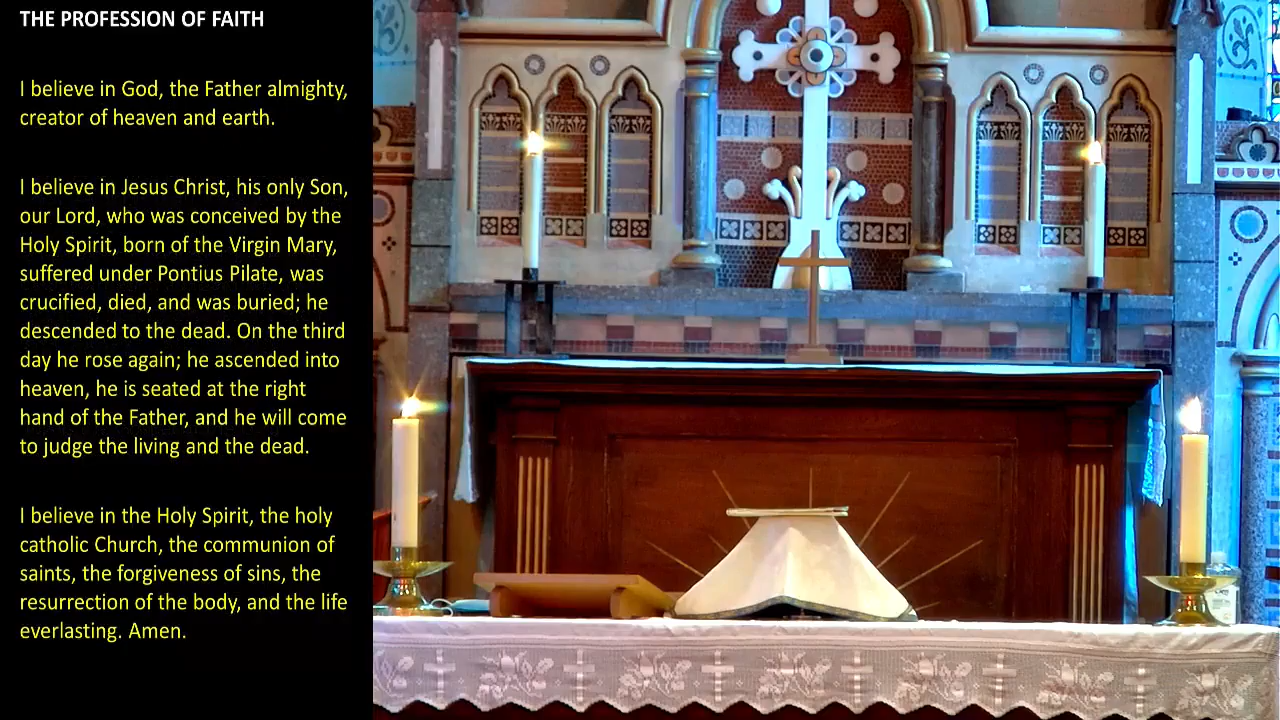 THE PROFESSION OF FAITH
I believe in God, the Father almighty,
creator of heaven and earth.
I believe in Jesus Christ, his only Son,
our Lord, who was conceived by the
Holy Spirit, born of the Virgin Mary,
suffered under Pontius Pilate, was
crucified, died, and was buried; he
descended to the dead. On the third
day he rose again; he ascended into
heaven, he is seated at the right
hand of the Father, and he will come
to judge the living and the dead.
I believe in the Holy Spirit, the holy
catholic Church, the communion of
saints, the forgiveness of sins, the
resurrection of the body, and the life
everlasting. Amen.